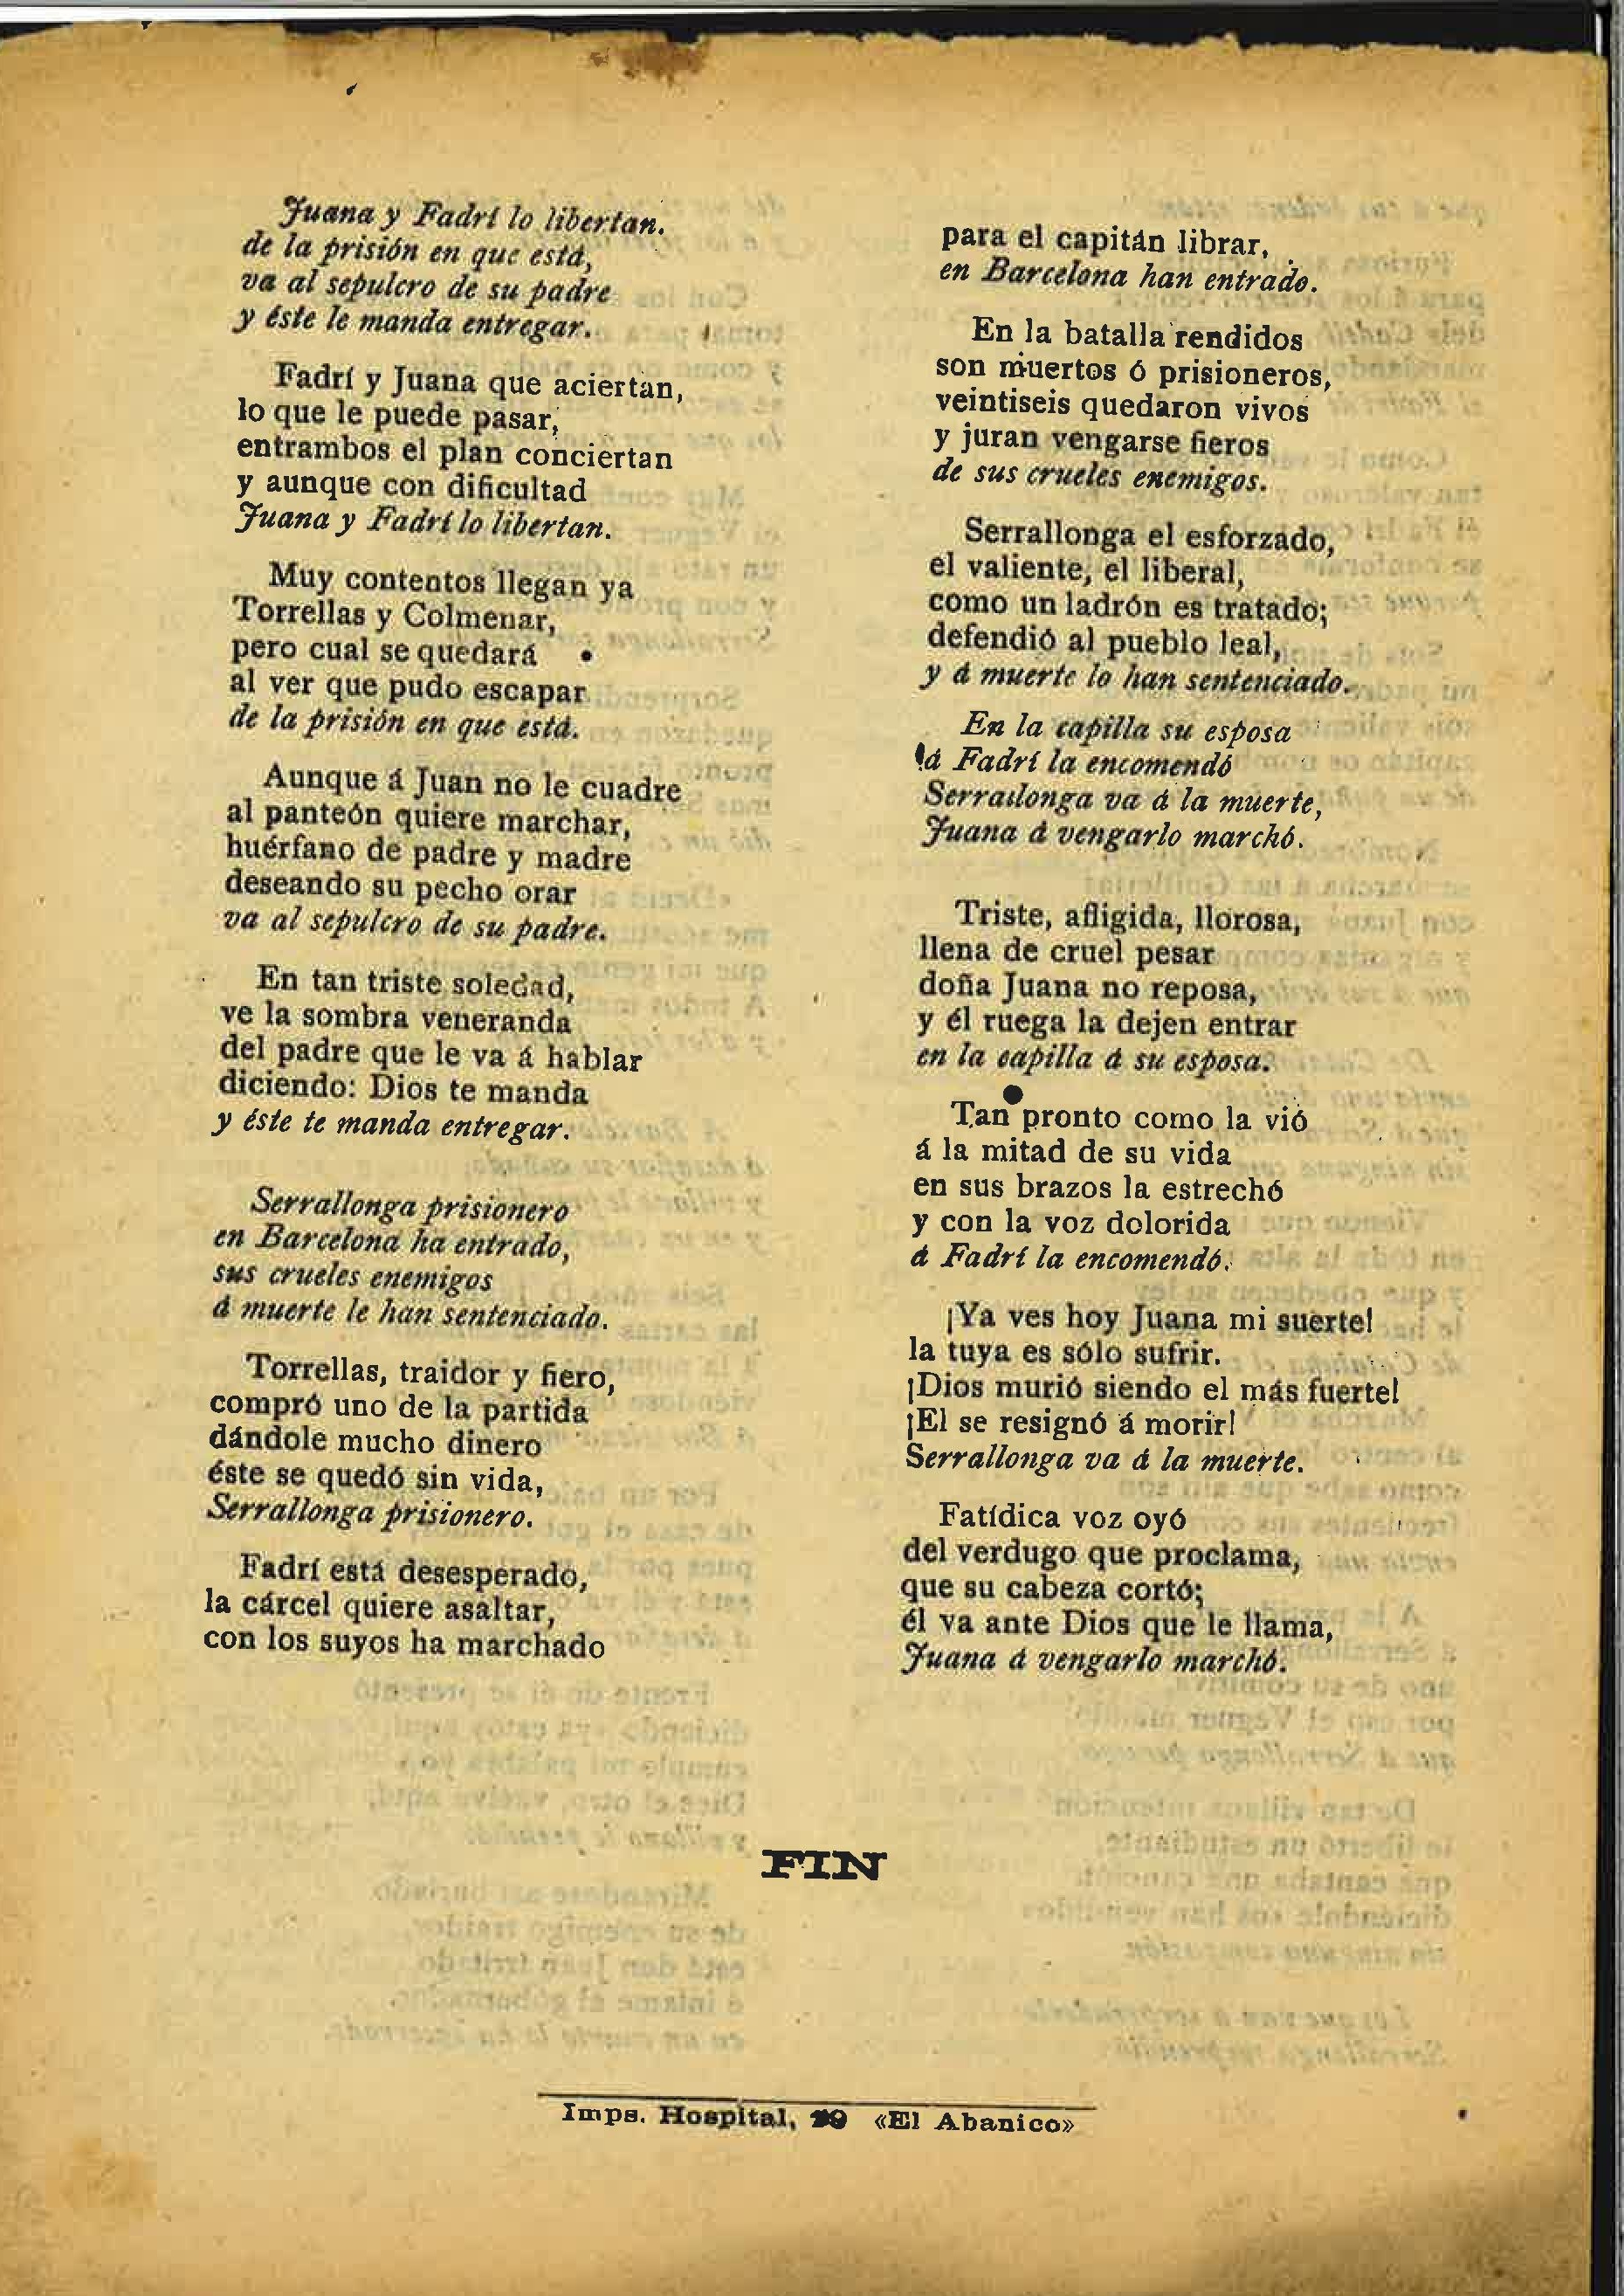 Juana y Fadrí lo libertan.
de la prisión en que está,
va al sepulcro de su padre
y éste le manda entregar.
Fadrí y Juana que aciertan,
lo que le puede pasar,
entrambos el plan conciertan
y aunque con dificultad
Juana y Fadrí lo libertan.
Muy contentos llegan ya
Torrellas y Colmenar,
pero cual se quedará
al ver que pudo escapar
de la prisión en que está.
Aunque á Juan no le cuadre
al panteón quiere marchar,
huérfano de padre y madre
deseando su pecho orar
va al sepulcro de su padre.
En tan triste soledad,
ve la sombra veneranda
del padre que le va á hablar
diciendo: Dios te manda
y éste te manda entregar.
Serrallonga prisionero
en Barcelona ha entrado,
sus crueles enemigos
á muerte le han sentenciado.
Torrellas, traidor y fiero,
compró uno de la partida
dándole mucho dinero
éste se quedó sin vida,
Serrallonga prisionero.
Fadrí está desesperado,
la cárcel quiere asaltar,
con los suyos ha marchado
para el capitán librar,
en Barcelona han entrado.
En la batalla rendidos
son muertos ó prisioneros,
veintiseis quedaron vivos
y juran vengarse fieros
de sus crueles enemigos.
Serrallonga el esforzado,
el valiente, el liberal,
como un ladrón es tratado;
defendió al pueblo leal,
y á muerte lo han sentenciado.
En la capilla su esposa
á Fadrí la encomendó
Serrallonga va á la muerte,
Juana á vengarlo marchó.
Triste, afligida, llorosa,
llena de cruel pesar
doña Juana no reposa,
y él ruega la dejen entrar
en la capilla á su esposa.
Tan pronto como la vió
á la mitad de su vida
en sus brazos la estrechó
y con la voz dolorida
á Fadrí la encomendó.
¡Ya ves hoy Juana mi suerte!
la tuya es sólo sufrir.
¡Dios murió siendo el más fuerte!
¡El se resignó á morir!
Serrallonga va á la muerte.
Fatídica voz oyó
del verdugo que proclama,
que su cabeza cortó;
él va ante Dios que le llama,
Juana á vengarlo marchó.
FIN
Imps. Hospital, «El Abanico»